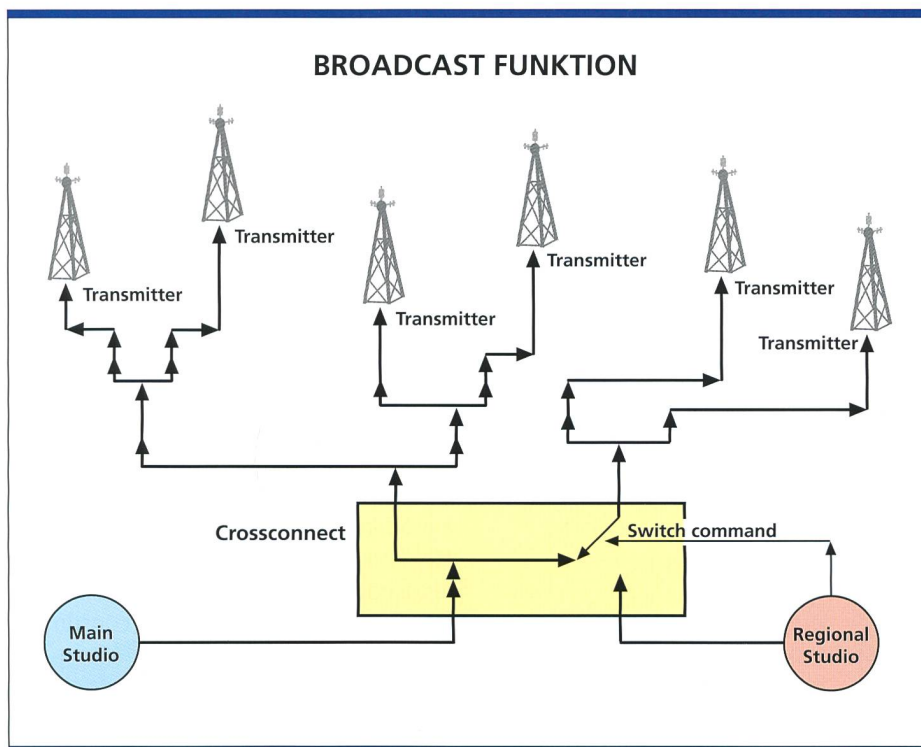 BROADCAST FUNKTION
Transmitter
Transmitter
Transmitter
Transmitter
Transmitter
Transmitter
Crossconnect
Switch command
Main
Studio
Regional
Studio